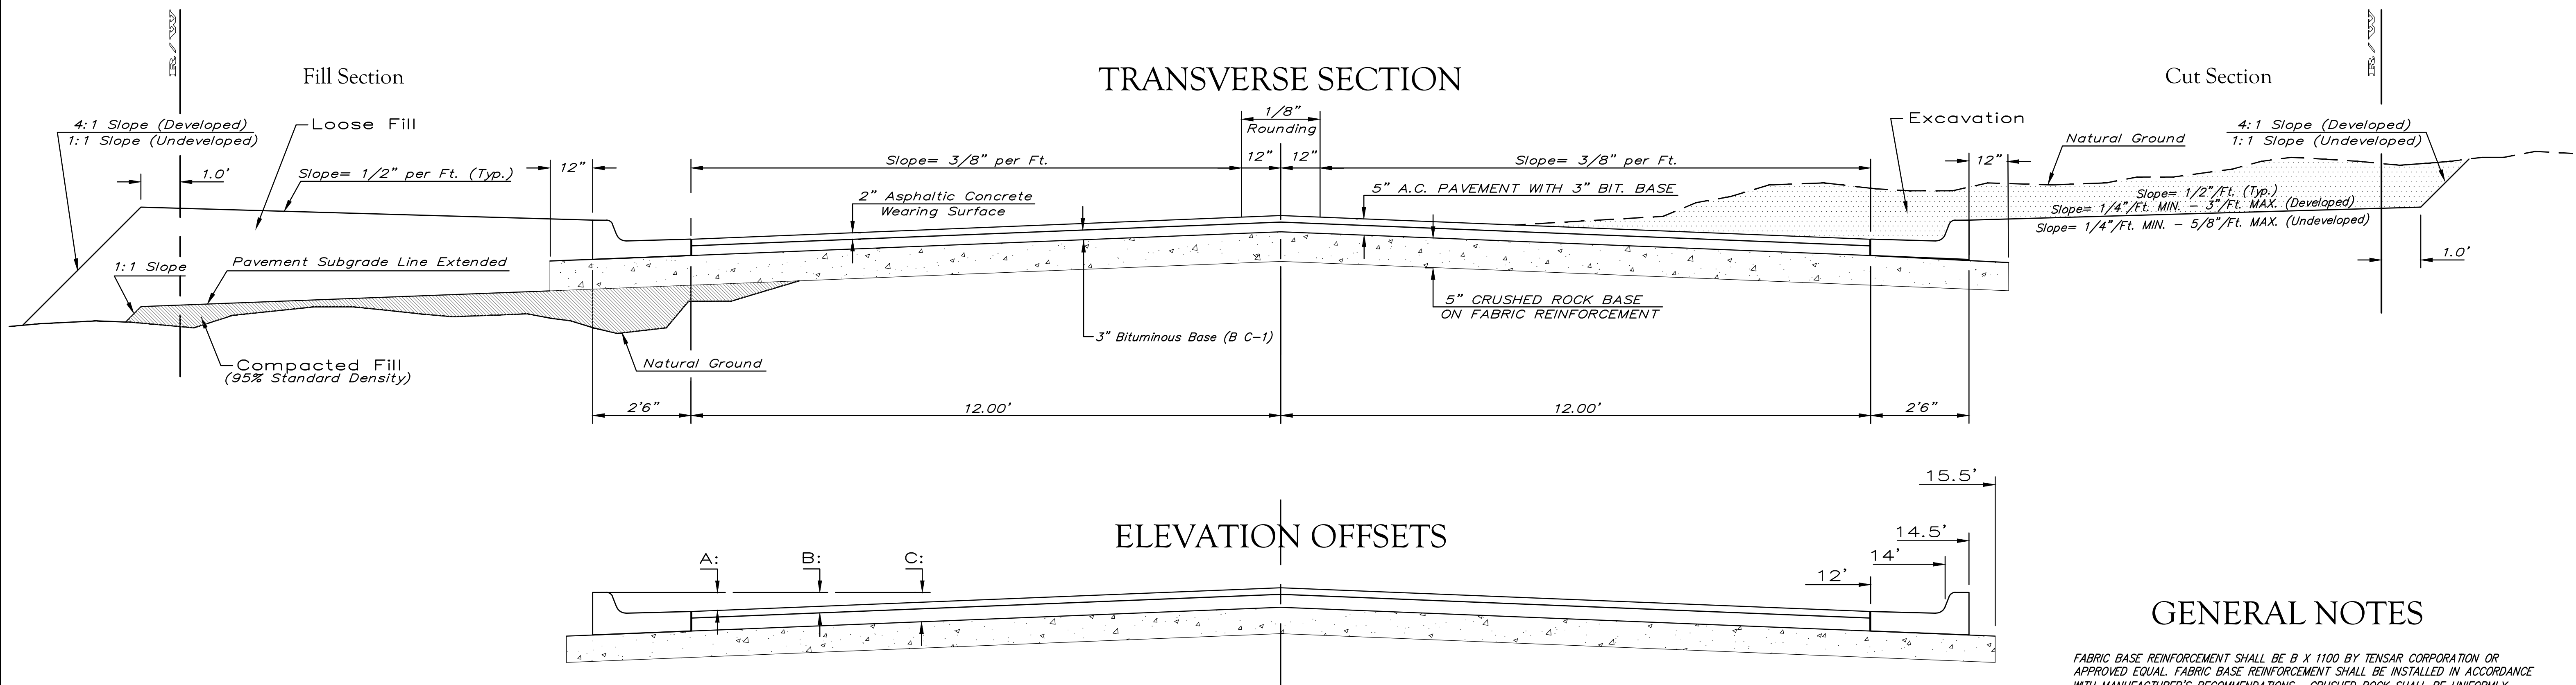 R/W
R/W
Fill Section
TRANSVERSE SECTION
Cut Section
4:1 Slope (Developed)
1:1 Slope (Undeveloped)
Loose Fill
1/8"
Rounding
Excavation
Natural Ground
4:1 Slope (Developed)
1:1 Slope (Undeveloped)
1.0'
Slope= 1/2" per Ft. (Typ.)
12"
Slope= 3/8" per Ft.
12"
12"
Slope= 3/8" per Ft.
12"
2" Asphaltic Concrete
Wearing Surface
5" A.C. PAVEMENT WITH 3" BIT. BASE
Slope= 1/2"/Ft. (Typ.)
Slope= 1/4"/Ft. MIN. - 3"/Ft. MAX. (Developed)
Slope= 1/4"/Ft. MIN. - 5/8"/Ft. MAX. (Undeveloped)
1:1 Slope
Pavement Subgrade Line Extended
1.0'
5" CRUSHED ROCK BASE
ON FABRIC REINFORCEMENT
3" Bituminous Base (B C-1)
Compacted Fill
(95% Standard Density)
Natural Ground
2'6"
12.00'
12.00'
2'6"
15.5'
ELEVATION OFFSETS
14.5'
14'
12'
A:
B:
C:
GENERAL NOTES
FABRIC BASE REINFORCEMENT SHALL BE B X 1100 BY TENSAR CORPORATION OR
APPROVED EQUAL. FABRIC BASE REINFORCEMENT SHALL BE INSTALLED IN ACCORDANCE
WITH MANUFACTURER'S RECOMMENDATIONS. CRUSHED ROCK SHALL BE UNIFORMLY